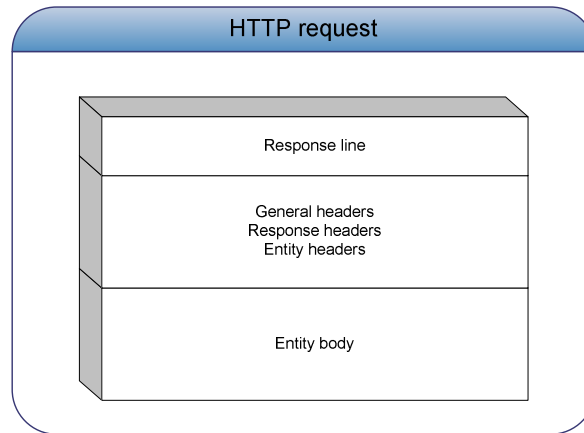 HTTP request
Response line
General headers
Response headers
Entity headers
Entity body